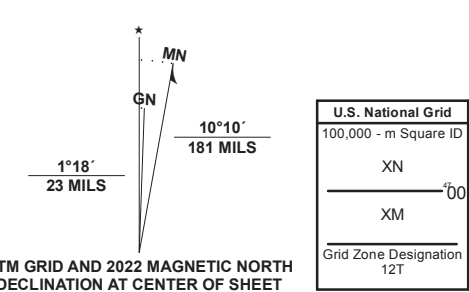 ★
MN
GN
10°10´
181 MILS
1°18´
23 MILS
TM GRID AND 2022 MAGNETIC NORTH
DECLINATION AT CENTER OF SHEET
U.S. National Grid
100,000 - m Square ID
XN
4700
XM
Grid Zone Designation
12T